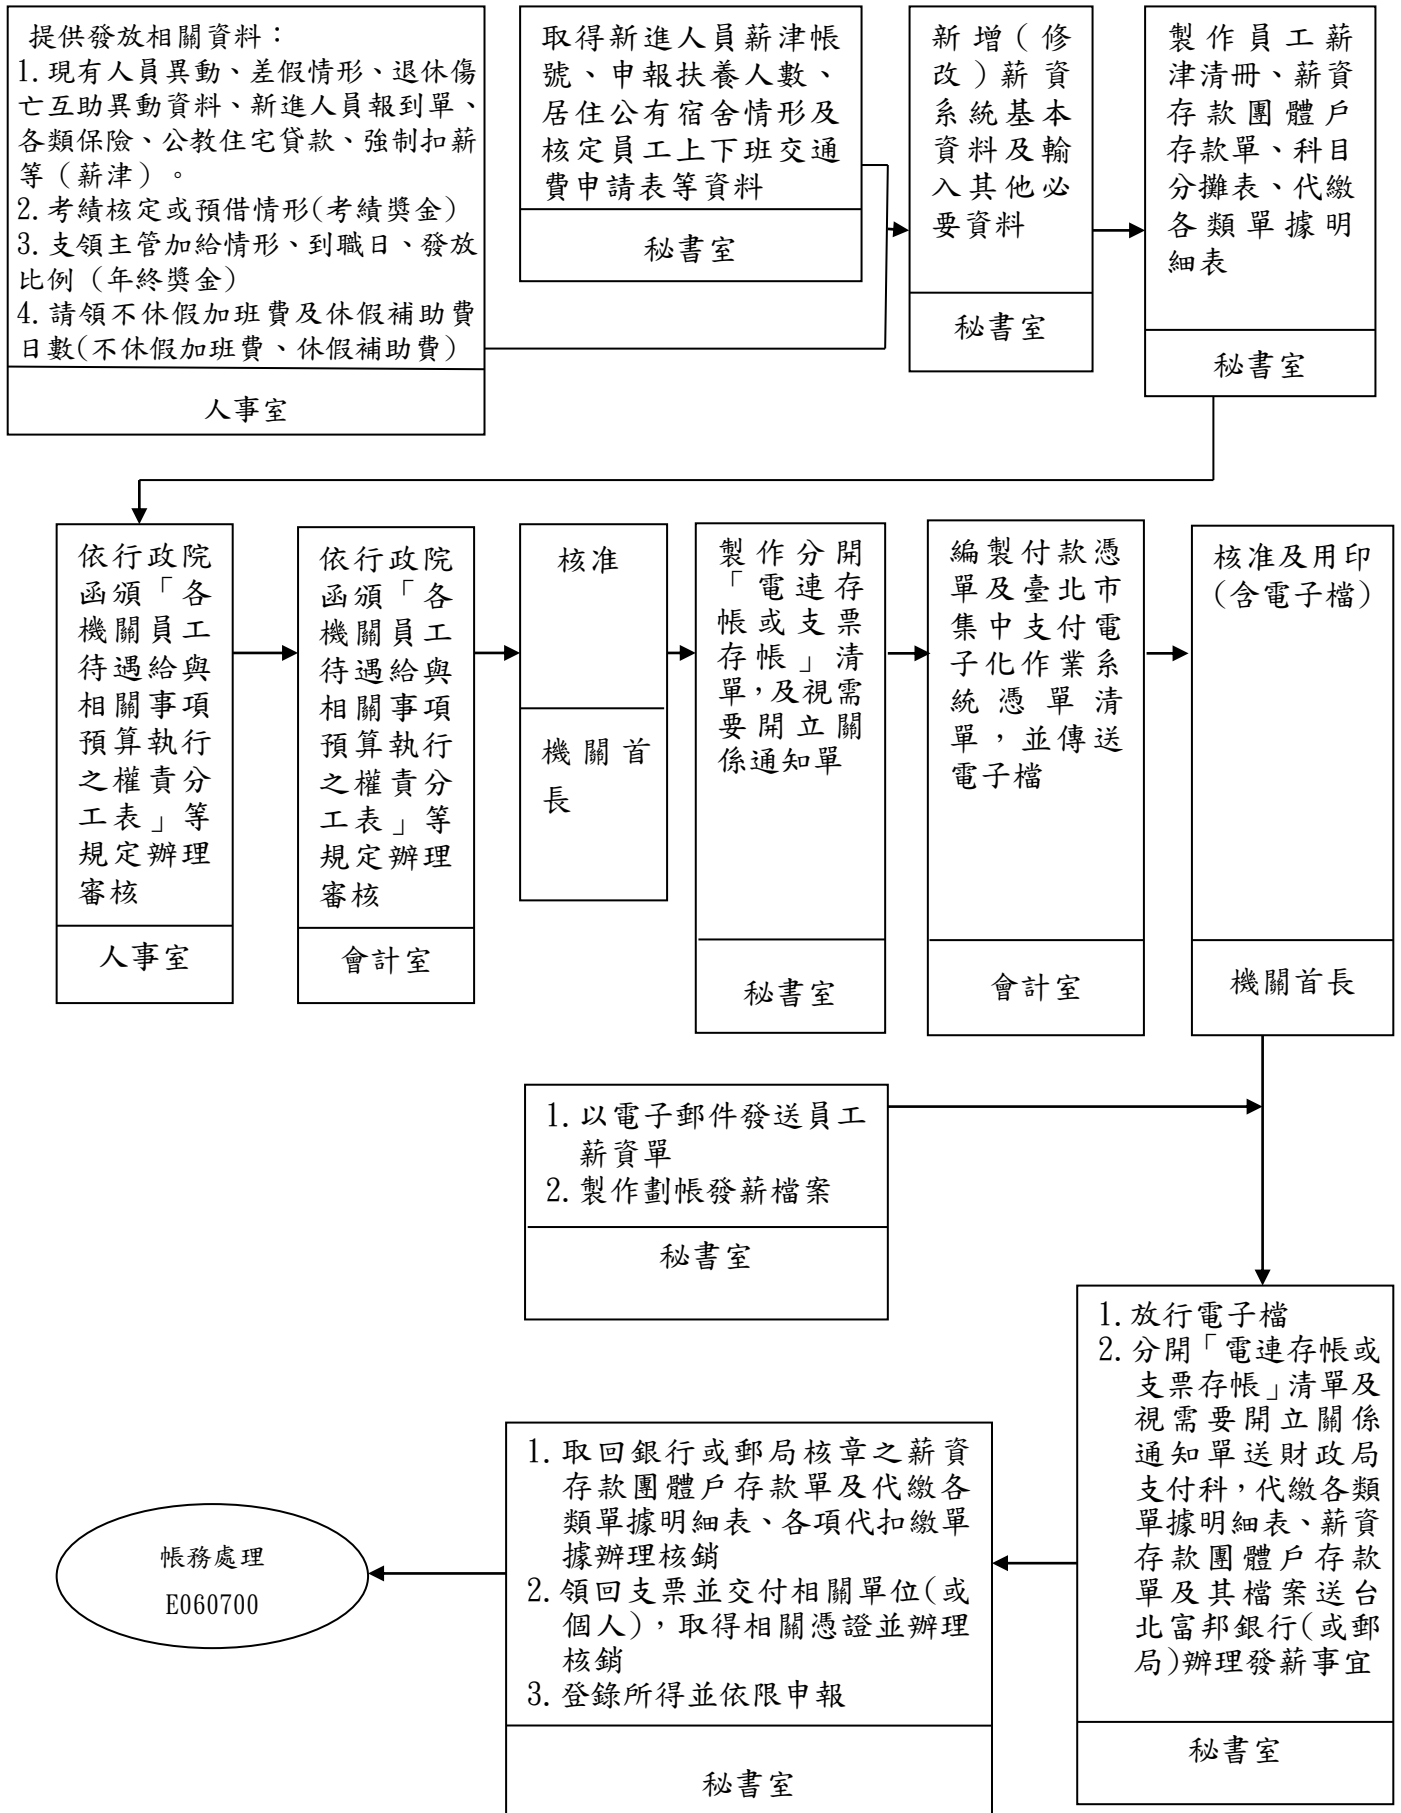 提供發放相關資料：
1.現有人員異動、差假情形、退休傷
亡互助異動資料、新進人員報到單、
各類保險、公教住宅貸款、強制扣薪
等（薪津）。
2.考績核定或預借情形(考績獎金)
3.支領主管加給情形、到職日、發放
比例（年終獎金)
4.請領不休假加班費及休假補助費
日數(不休假加班費、休假補助費)
人事室
取得新進人員薪津帳
號、申報扶養人數、
居住公有宿舍情形及
核定員工上下班交通
費申請表等資料
秘書室
新增（修
改）薪資
系統基本
資料及輸
入其他必
要資料
秘書室
製作員工薪
津清冊、薪資
存款團體戶
存款單、科目
分攤表、代繳
各類單據明
細表
秘書室
依行政院
函頒「各
機關員工
待遇給與
相關事項
預算執行
之權責分
工表」等
規定辦理
審核
人事室
依行政院
函頒「各
機關員工
待遇給與
相關事項
預算執行
之權責分
工表」等
規定辦理
審核
會計室
核准
機關首
長
製作分開
「電連存
帳或支票
存帳」清
單，及視需
要開立關
係通知單
秘書室
編製付款憑
單及臺北市
集中支付電
子化作業系
統憑單清
單，並傳送
電子檔
會計室
核准及用印
(含電子檔)
機關首長
1.以電子郵件發送員工
薪資單
2.製作劃帳發薪檔案
秘書室
1.放行電子檔
2.分開「電連存帳或
支票存帳」清單及
視需要開立關係
通知單送財政局
支付科，代繳各類
單據明細表、薪資
存款團體戶存款
單及其檔案送台
北富邦銀行(或郵
局)辦理發薪事宜
秘書室
1.取回銀行或郵局核章之薪資
存款團體戶存款單及代繳各
類單據明細表、各項代扣繳單
據辦理核銷
2.領回支票並交付相關單位(或
個人)，取得相關憑證並辦理
核銷
3.登錄所得並依限申報
秘書室
帳務處理
E060700